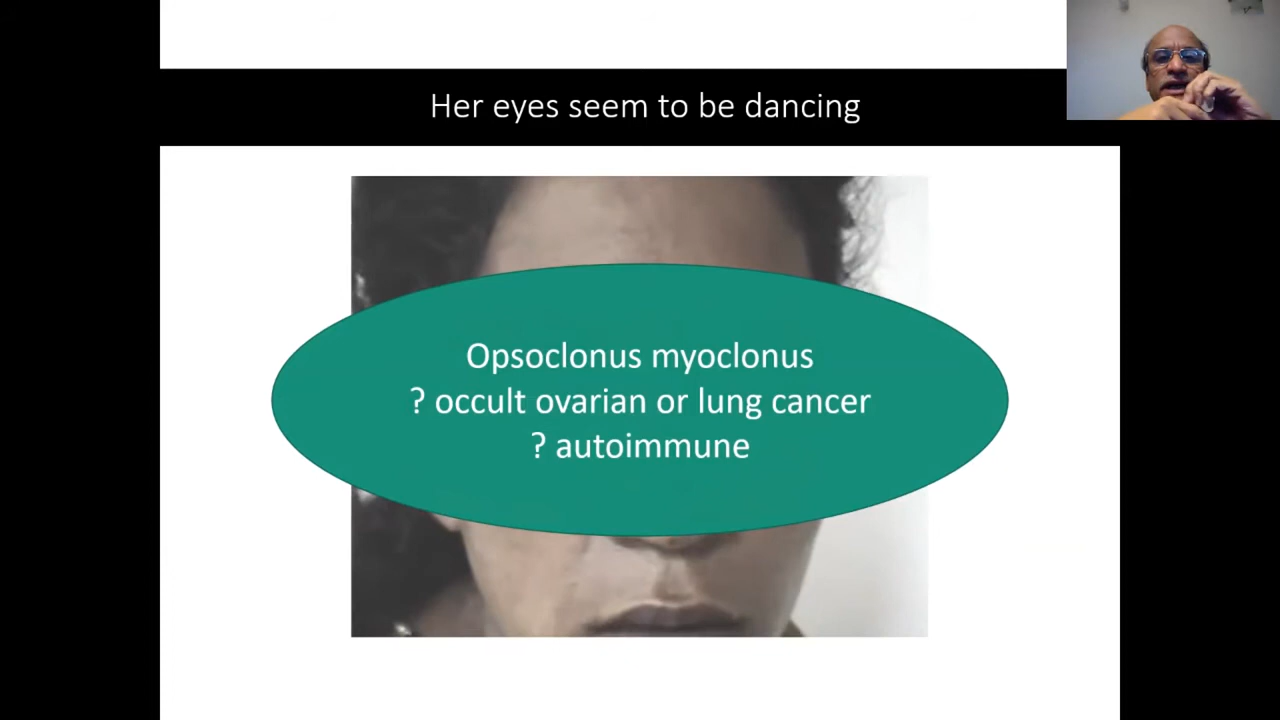 Her eyes seem to be dancing
Opsoclonus myoclonus
? occult ovarian or lung cancer
? autoimmune